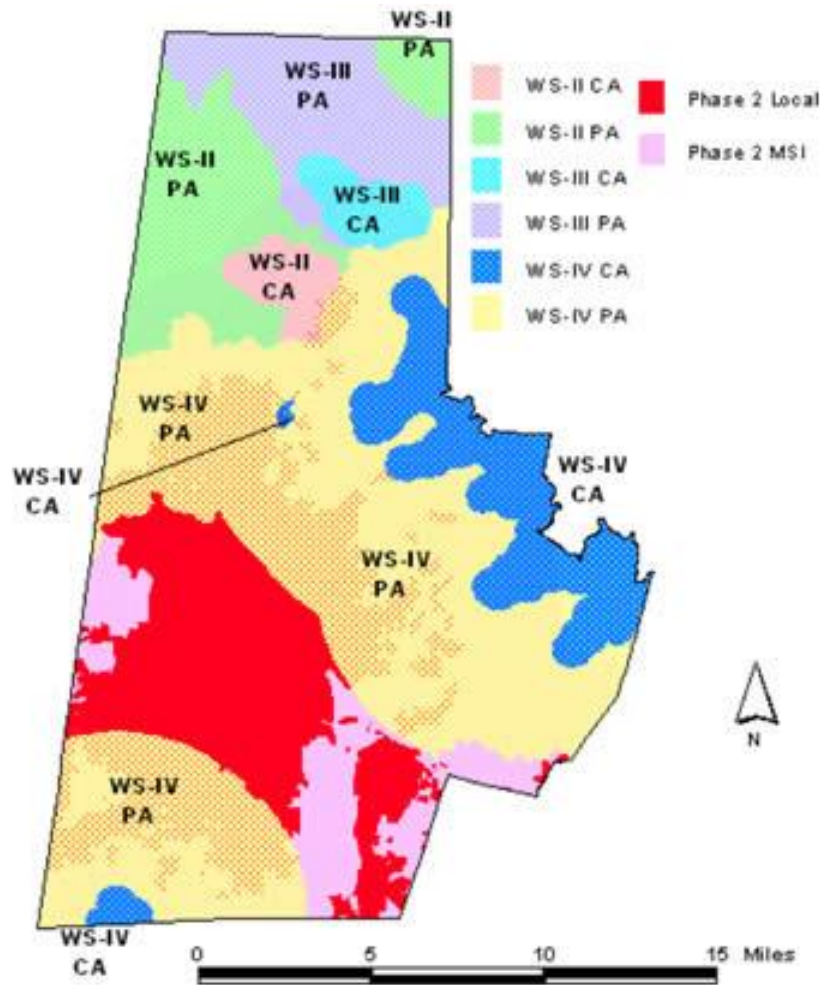 WS-II
PA
WS-III
PA
WS-II
PA
WS-III
CA
WS-II
CA
WS-IV
PA
WS-IV
CA
WS-IV
CA
WS-IV
PA
WS-IV
PA
WS-IV
CA
WS-II CA
WS-II PA
WS-III CA
WS-III PA
WS-IV CA
WS-IV PA
Phase 2 Local
Phase 2 MSI
N
0 5 10 15 Miles